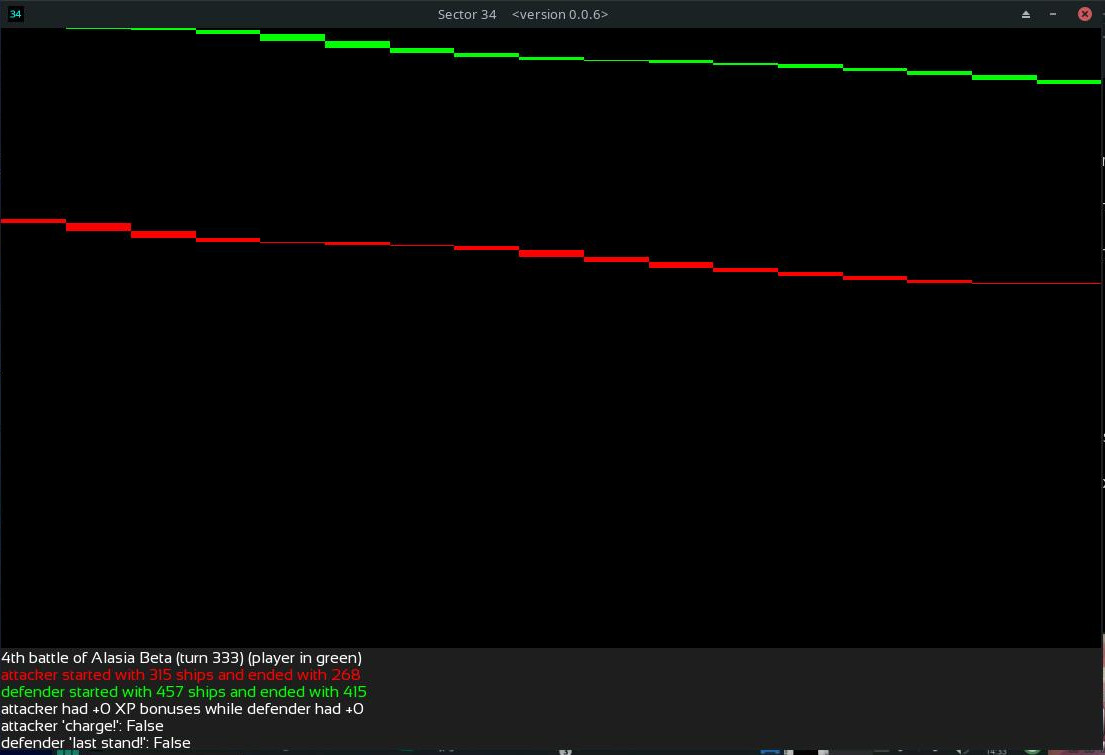 34
Sector 34 <version 0.0.6>
4th battle of Alasia Beta (turn 333) (player in green)
attacker started with 315 ships and ended with 268
defender started with 457 ships and ended with 415
attacker had +0 XP bonuses while defender had +0
attacker 'charge!': False
defender 'last stand!': False